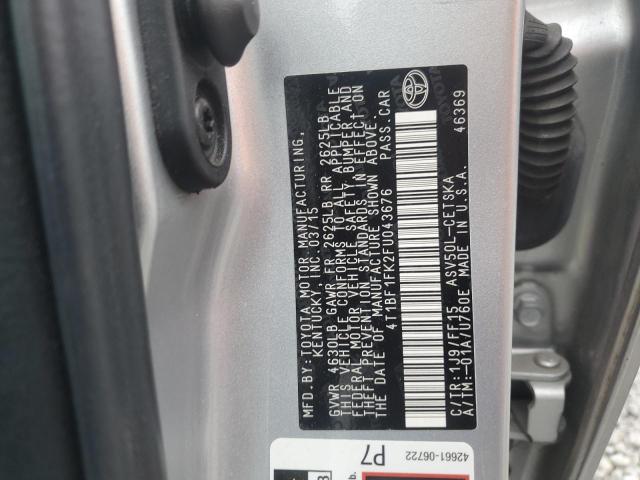 MFD.BY:TOYOTA MOTOR MANUFACTURING,
KENTUCKY, INC.03/15
GVWR 4630LB GAWR FR 2625LB RR 2625LB
THIS VEHICLE CONFORMS TO ALL APPLICABLE
FEDERAL MOTOR VEHICLE SAFETY, BUMPER,AND
THEFT PREVENTION STANDARDS IN EFFECT ON
THE DATE OF MANUFACTURE SHOWN ABOVE.
4T1BF1FK2FU043676 PASS.CAR
C/TR:1J9/FF15 ASV50L-CETSKA
A/TM:-01A/U760E MADE IN U.S.A.
46369
TOYOTA
P7
42661-06722